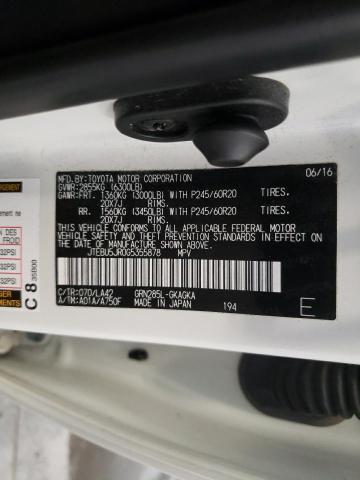 MFD.BY:TOYOTA MOTOR CORPORATION 06/16
GVWR:2855KG (6300LB)
GAWR:FRT. 1360KG (3000LB) WITH P245/60R20 TIRES.
20X7J
RR. 1560KG (3450LB) WITH P245/60R20 TIRES.
20X7J
THIS VEHICLE CONFORMS TO ALL APPLICABLE
FEDERAL MOTOR VEHICLE SAFETY AND THEFT
PREVENTION STANDARDS IN EFFECT ON THE DATE
OF MANUFACTURE SHOWN ABOVE.
JTEBU5JR0G5355878 MPV
C/TR:070/LA42 GRN285L-GKAGKA
A/TM:A01A/A750F MADE IN JAPAN 194
E
C 8 35B00